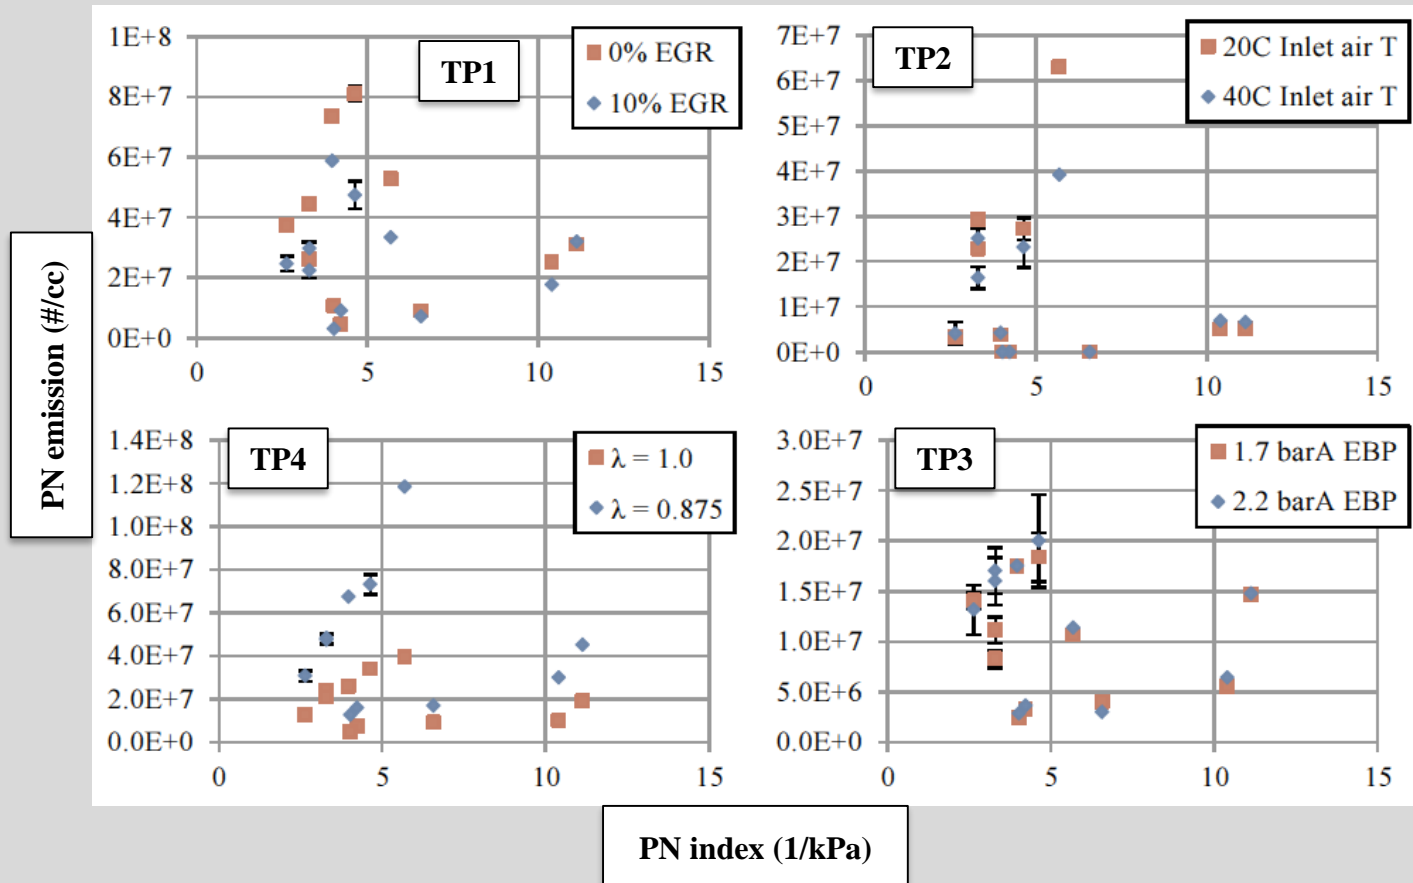 PN emission (#/cc)
TP1
0% EGR
10% EGR
1E+8
8E+7
6E+7
4E+7
2E+7
0E+0
0 5 10 15
TP2
20C Inlet air T
40C Inlet air T
7E+7
6E+7
5E+7
4E+7
3E+7
2E+7
1E+7
0E+0
0 5 10 15
TP4
λ = 1.0
λ = 0.875
1.4E+8
1.2E+8
1.0E+8
8.0E+7
6.0E+7
4.0E+7
2.0E+7
0.0E+0
0 5 10 15
TP3
1.7 barA EBP
2.2 barA EBP
3.0E+7
2.5E+7
2.0E+7
1.5E+7
1.0E+7
5.0E+6
0.0E+0
0 5 10 15
PN index (1/kPa)